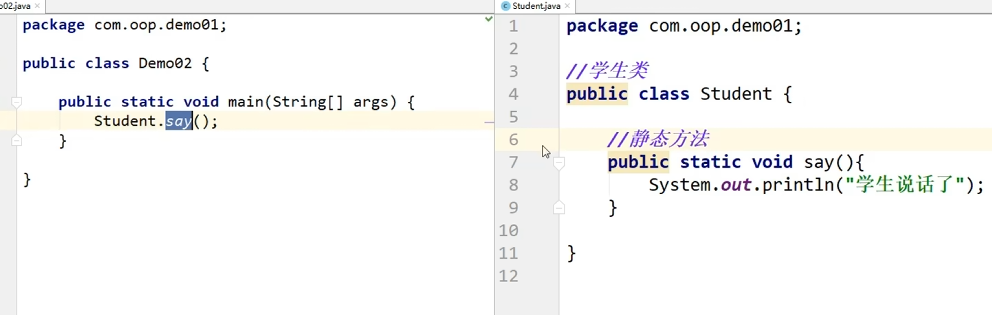 o02.java
package com.oop.demo01;
public class Demo02 {
public static void main(String[] args) {
Student.say();
}
}
Student.java
1 package com.oop.demo01;
2
3 //学生类
4 public class Student {
5
6 //静态方法
7 public static void say(){
8 System.out.println("学生说话了");
9 }
10
11 }
12